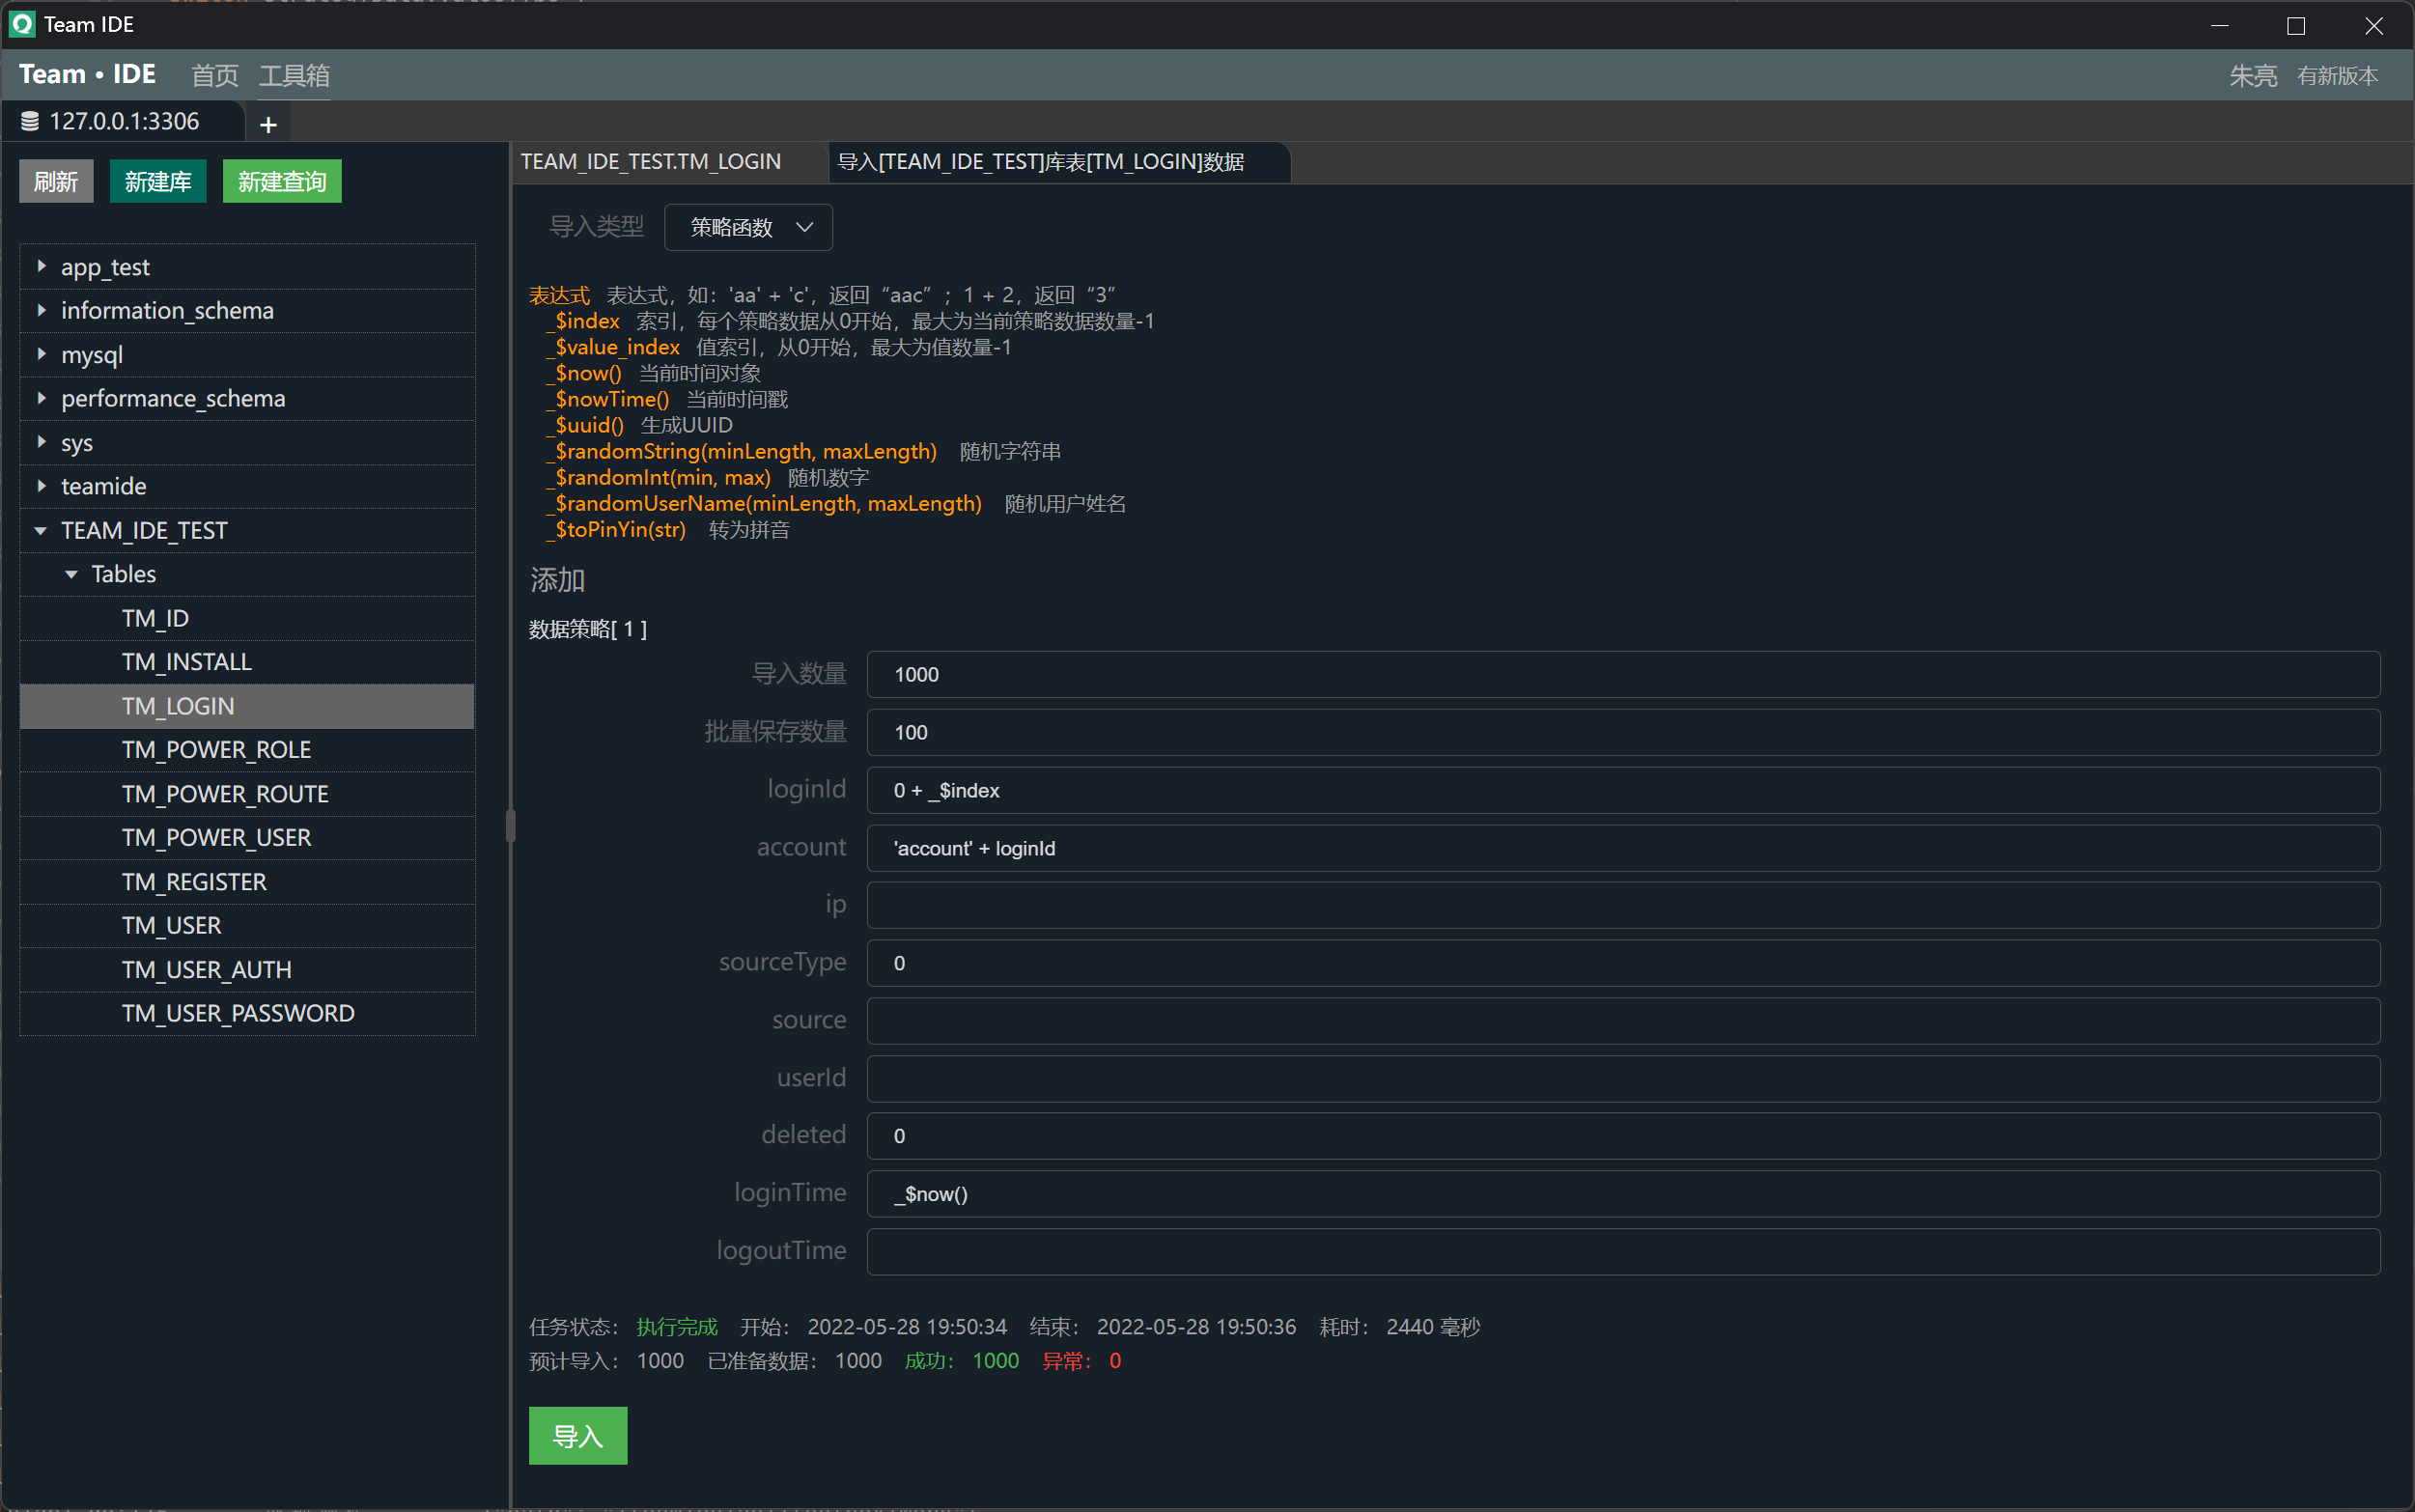 Team IDE
Team • IDE 首页 工具箱 朱亮 有新版本
127.0.0.1:3306 +
刷新 新建库 新建查询
app_test
information_schema
mysql
performance_schema
sys
teamide
TEAM_IDE_TEST
Tables
TM_ID
TM_INSTALL
TM_LOGIN
TM_POWER_ROLE
TM_POWER_ROUTE
TM_POWER_USER
TM_REGISTER
TM_USER
TM_USER_AUTH
TM_USER_PASSWORD
TEAM_IDE_TEST.TM_LOGIN 导入[TEAM_IDE_TEST]库表[TM_LOGIN]数据
导入类型 策略函数
表达式 表达式，如：'aa' + 'c'，返回“aac”；1 + 2，返回“3”
_$index 索引，每个策略数据从0开始，最大为当前策略数据数量-1
_$value_index 值索引，从0开始，最大为值数量-1
_$now() 当前时间对象
_$nowTime() 当前时间戳
_$uuid() 生成UUID
_$randomString(minLength, maxLength) 随机字符串
_$randomInt(min, max) 随机数字
_$randomUserName(minLength, maxLength) 随机用户姓名
_$toPinYin(str) 转为拼音
添加
数据策略[ 1 ]
导入数量 1000
批量保存数量 100
loginId 0 + _$index
account 'account' + loginId
ip
sourceType 0
source
userId
deleted 0
loginTime _$now()
logoutTime
任务状态： 执行完成 开始： 2022-05-28 19:50:34 结束： 2022-05-28 19:50:36 耗时： 2440 毫秒
预计导入： 1000 已准备数据： 1000 成功： 1000 异常： 0
导入